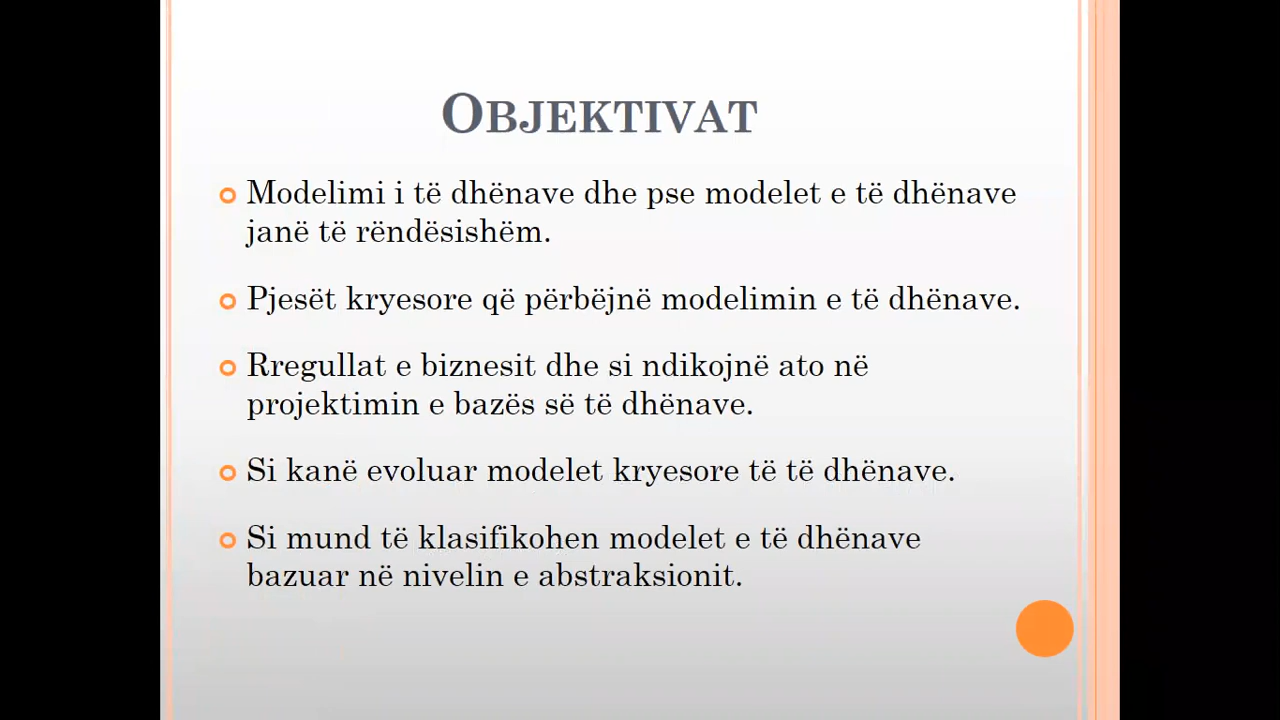 OBJEKTIVAT
Modelimi i të dhënave dhe pse modelet e të dhënave
janë të rëndësishëm.
Pjesët kryesore që përbëjnë modelimin e të dhënave.
Rregullat e biznesit dhe si ndikojnë ato në
projektimin e bazës së të dhënave.
Si kanë evoluar modelet kryesore të të dhënave.
Si mund të klasifikohen modelet e të dhënave
bazuar në nivelin e abstraksionit.